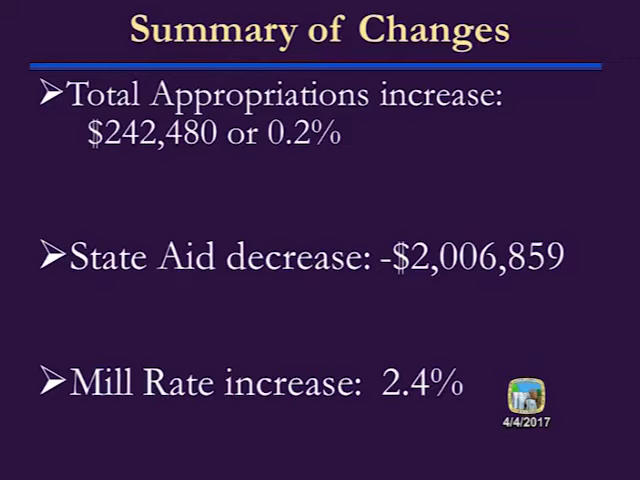 Summary of Changes
➢Total Appropriations increase:
$242,480 or 0.2%
➢State Aid decrease: -$2,006,859
➢Mill Rate increase: 2.4%
4/4/2017